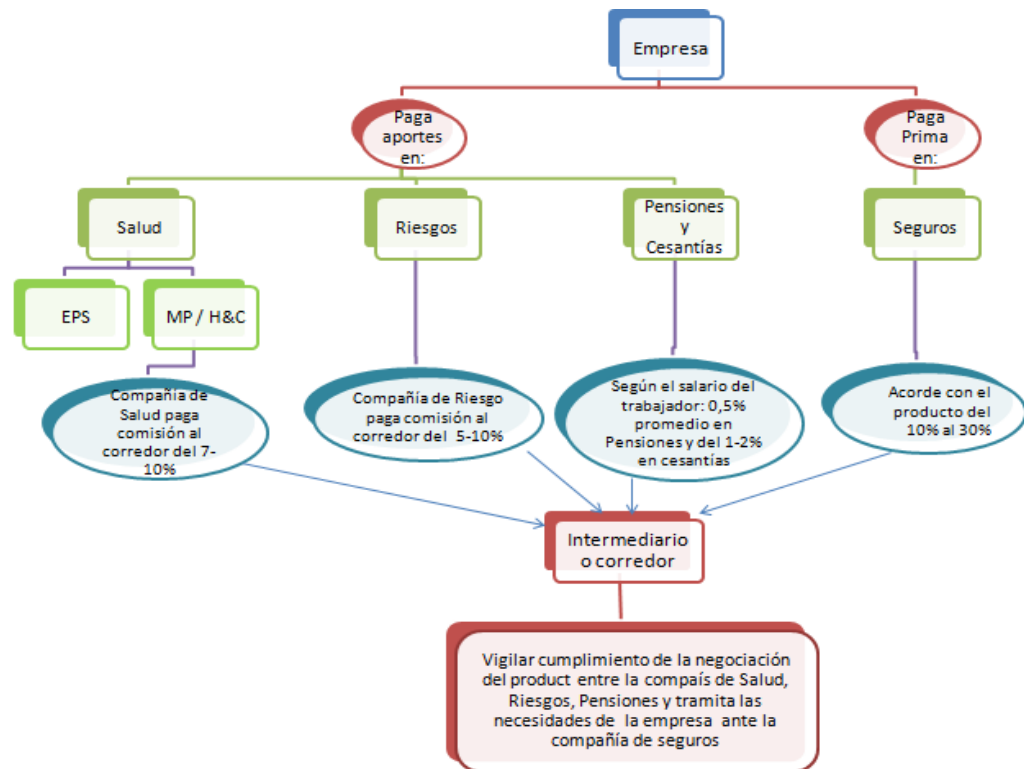 Empresa
Paga
aportes
en:
Paga
Prima
en:
Salud
Riesgos
Pensiones
y
Cesantías
Seguros
EPS
MP / H&C
Compañía de
Salud paga
comisión al
corredor del 7-
10%
Compañía de Riesgo
paga comisión al
corredor del 5-10%
Según el salario del
trabajador: 0,5%
promedio en
Pensiones y del 1-2%
en cesantías
Acorde con el
producto del
10% al 30%
Intermediario
o corredor
Vigilar cumplimiento de la negociación
del product entre la compaís de Salud,
Riesgos, Pensiones y tramita las
necesidades de la empresa ante la
compañía de seguros